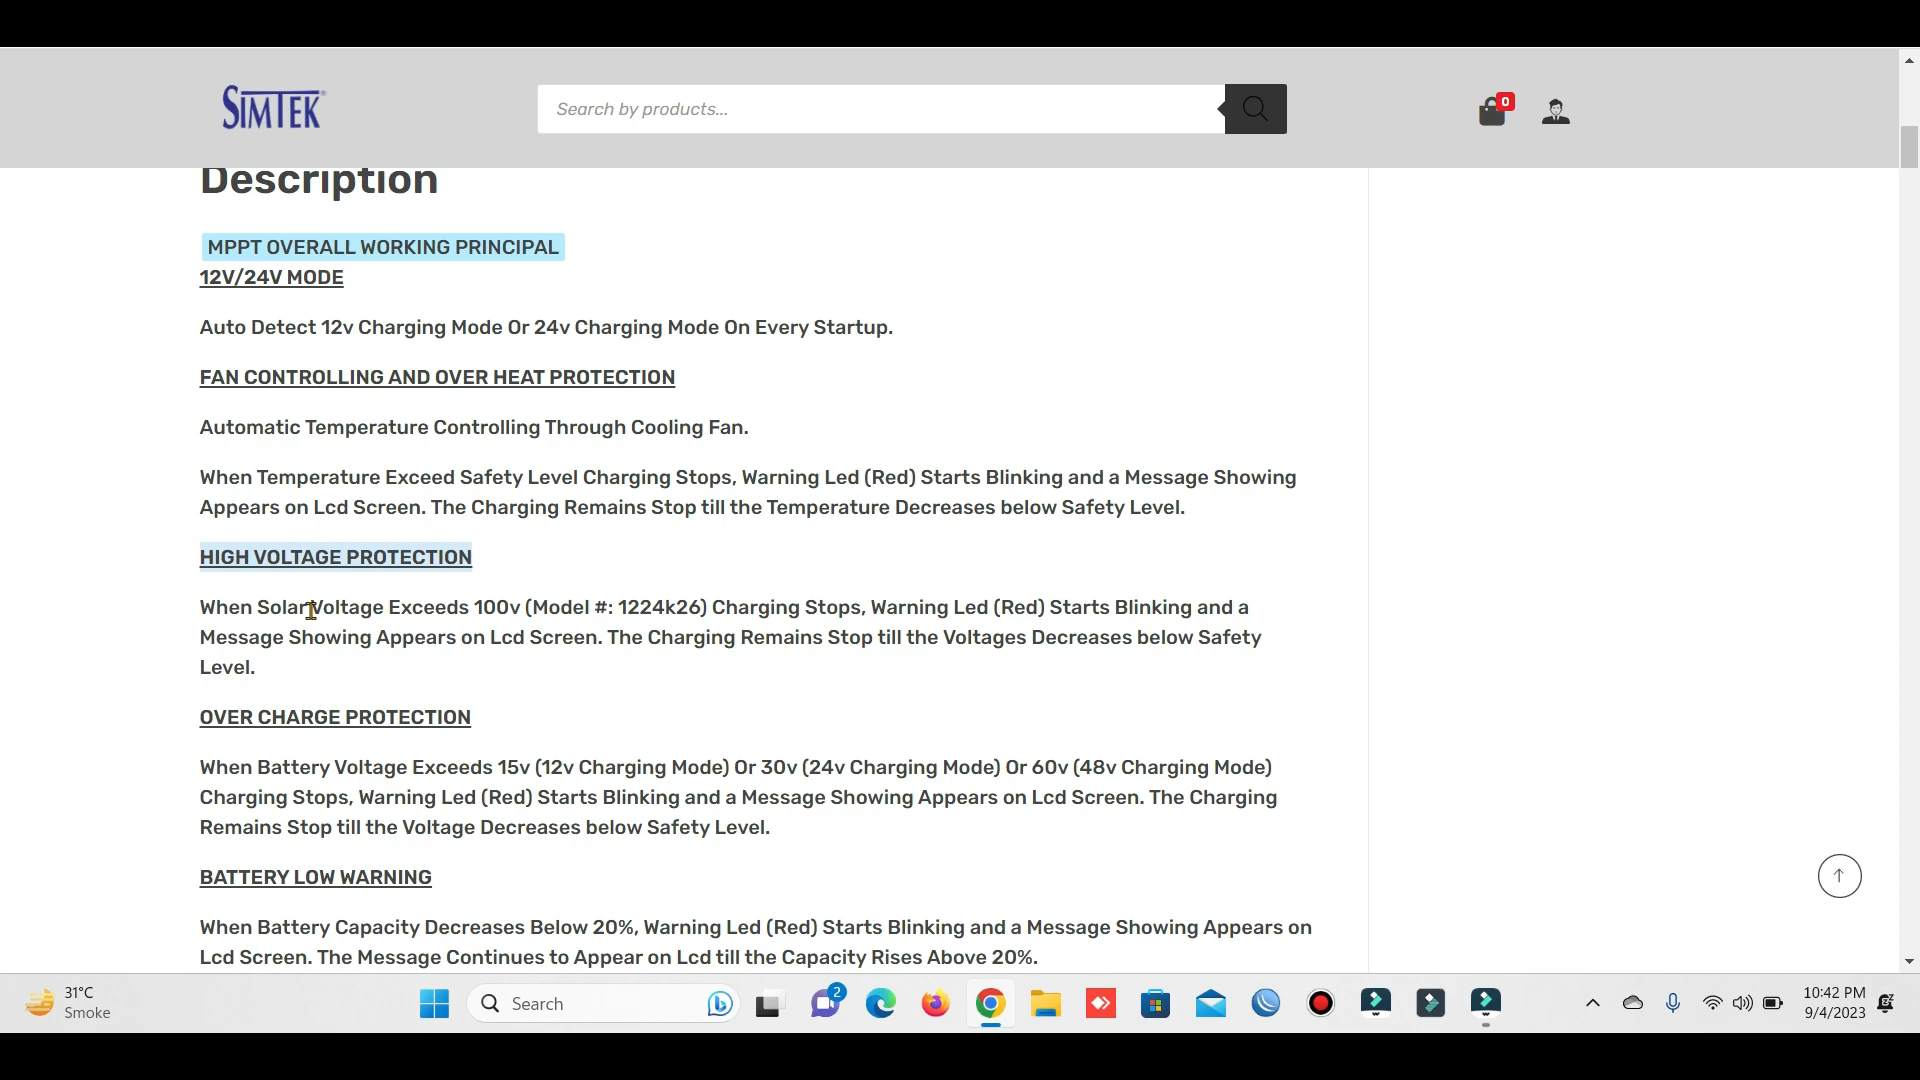 SIMTEK
Search by products...
0
Description
MPPT OVERALL WORKING PRINCIPAL
12V/24V MODE
Auto Detect 12v Charging Mode Or 24v Charging Mode On Every Startup.
FAN CONTROLLING AND OVER HEAT PROTECTION
Automatic Temperature Controlling Through Cooling Fan.
When Temperature Exceed Safety Level Charging Stops, Warning Led (Red) Starts Blinking and a Message Showing
Appears on Lcd Screen. The Charging Remains Stop till the Temperature Decreases below Safety Level.
HIGH VOLTAGE PROTECTION
When Solar Voltage Exceeds 100v (Model #: 1224k26) Charging Stops, Warning Led (Red) Starts Blinking and a
Message Showing Appears on Lcd Screen. The Charging Remains Stop till the Voltages Decreases below Safety
Level.
OVER CHARGE PROTECTION
When Battery Voltage Exceeds 15v (12v Charging Mode) Or 30v (24v Charging Mode) Or 60v (48v Charging Mode)
Charging Stops, Warning Led (Red) Starts Blinking and a Message Showing Appears on Lcd Screen. The Charging
Remains Stop till the Voltage Decreases below Safety Level.
BATTERY LOW WARNING
When Battery Capacity Decreases Below 20%, Warning Led (Red) Starts Blinking and a Message Showing Appears on
Lcd Screen. The Message Continues to Appear on Lcd till the Capacity Rises Above 20%.
31°C
Smoke
Search
2
10:42 PM
9/4/2023